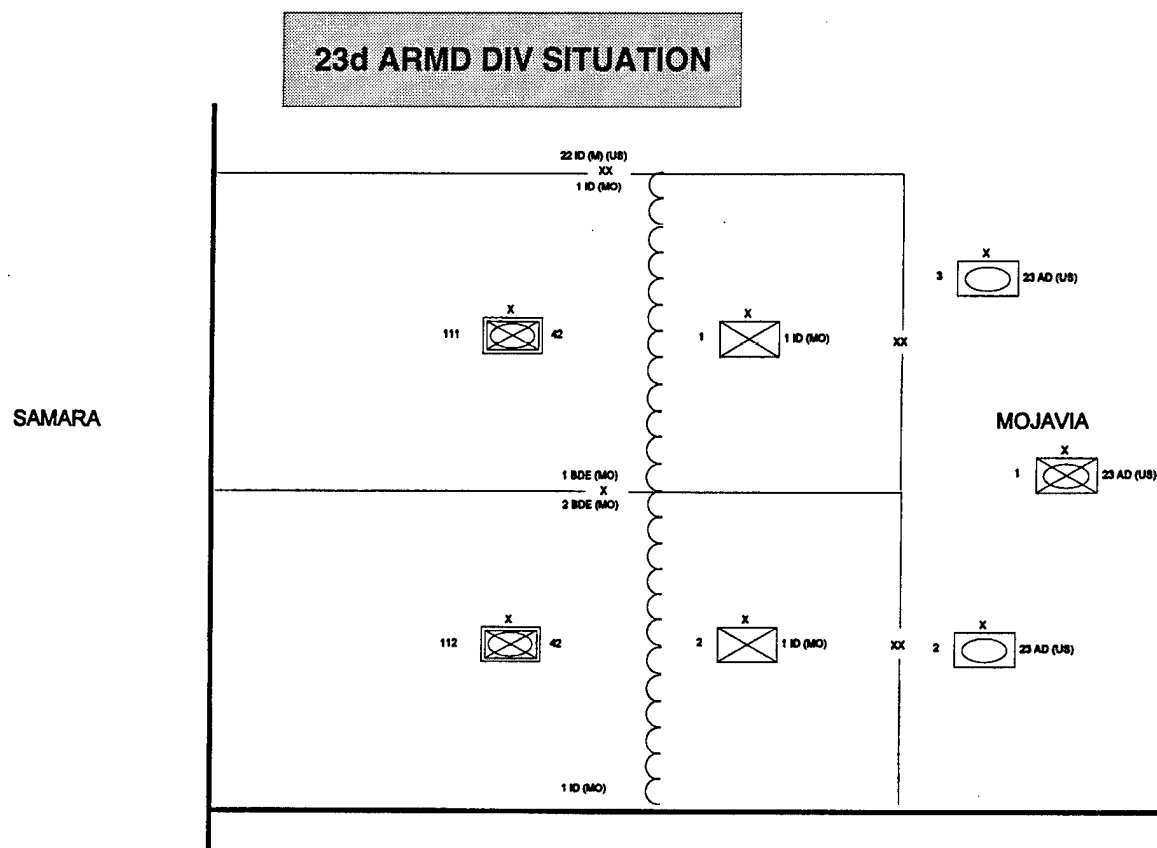 23d ARMD DIV SITUATION
22 ID (M) (US)
XX
1 ID (MO)
X
3 23 AD (US)
X
111 42
X
1 1 ID (MO)
XX
SAMARA
MOJAVIA
X
1 23 AD (US)
1 BDE (MO)
X
2 BDE (MO)
X
112 42
X
2 1 ID (MO)
XX
X
2 23 AD (US)
1 ID (MO)